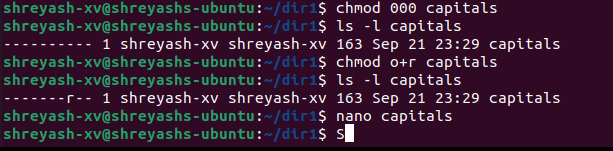 shreyash-xv@shreyashs-ubuntu:~/dir1$ chmod 000 capitals
shreyash-xv@shreyashs-ubuntu:~/dir1$ ls -l capitals
---------- 1 shreyash-xv shreyash-xv 163 Sep 21 23:29 capitals
shreyash-xv@shreyashs-ubuntu:~/dir1$ chmod o+r capitals
shreyash-xv@shreyashs-ubuntu:~/dir1$ ls -l capitals
-------r-- 1 shreyash-xv shreyash-xv 163 Sep 21 23:29 capitals
shreyash-xv@shreyashs-ubuntu:~/dir1$ nano capitals
shreyash-xv@shreyashs-ubuntu:~/dir1$ S